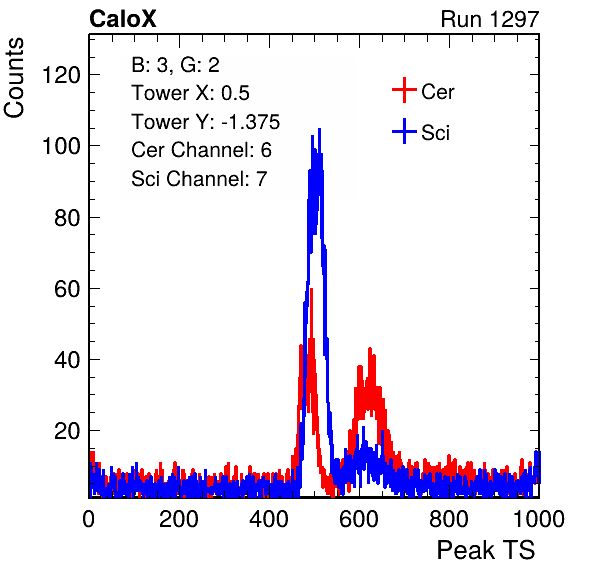 CaloX
Run 1297
Counts
B: 3, G: 2
Tower X: 0.5
Tower Y: -1.375
Cer Channel: 6
Sci Channel: 7
Cer
Sci
120
100
80
60
40
20
0 200 400 600 800 1000
Peak TS